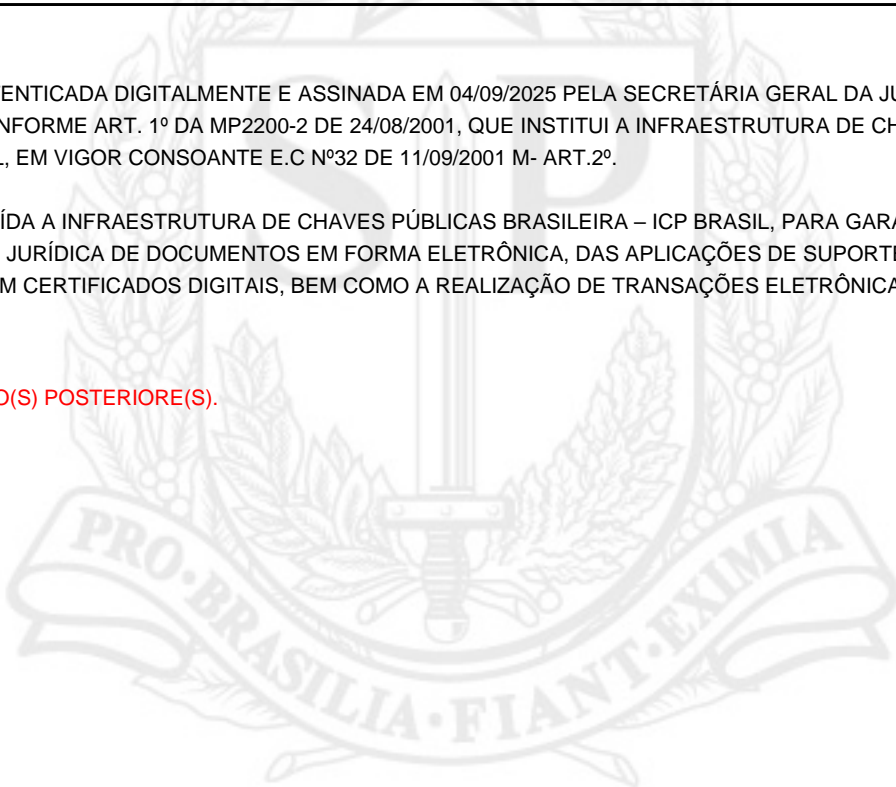 ENTICADA DIGITALMENTE E ASSINADA EM 04/09/2025 PELA SECRETÁRIA GERAL DA JU
NFORME ART. 1º DA MP2200-2 DE 24/08/2001, QUE INSTITUI A INFRAESTRUTURA DE CH
L, EM VIGOR CONSOANTE E.C Nº32 DE 11/09/2001 M- ART.2º.
ÍDA A INFRAESTRUTURA DE CHAVES PÚBLICAS BRASILEIRA – ICP BRASIL, PARA GARA
JURÍDICA DE DOCUMENTOS EM FORMA ELETRÔNICA, DAS APLICAÇÕES DE SUPORTE
M CERTIFICADOS DIGITAIS, BEM COMO A REALIZAÇÃO DE TRANSAÇÕES ELETRÔNICA
O(S) POSTERIORE(S).
SP
PRO·BRASILIA·FIANT·EXIMIA